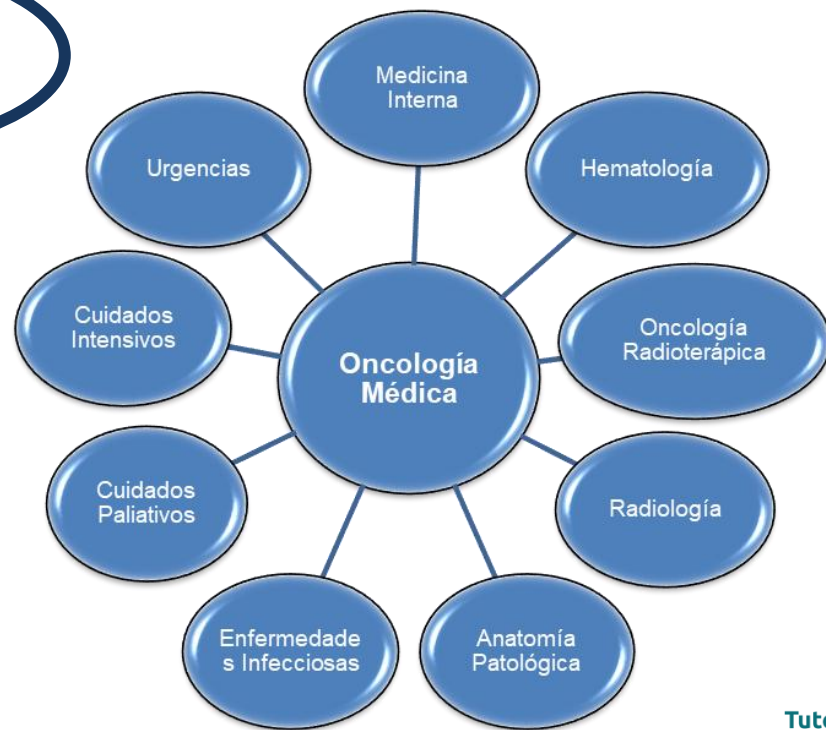 Medicina
Interna
Urgencias
Hematología
Cuidados
Intensivos
Oncología
Radioterápica
Oncología
Médica
Cuidados
Paliativos
Radiología
Enfermedade
s Infecciosas
Anatomía
Patológica